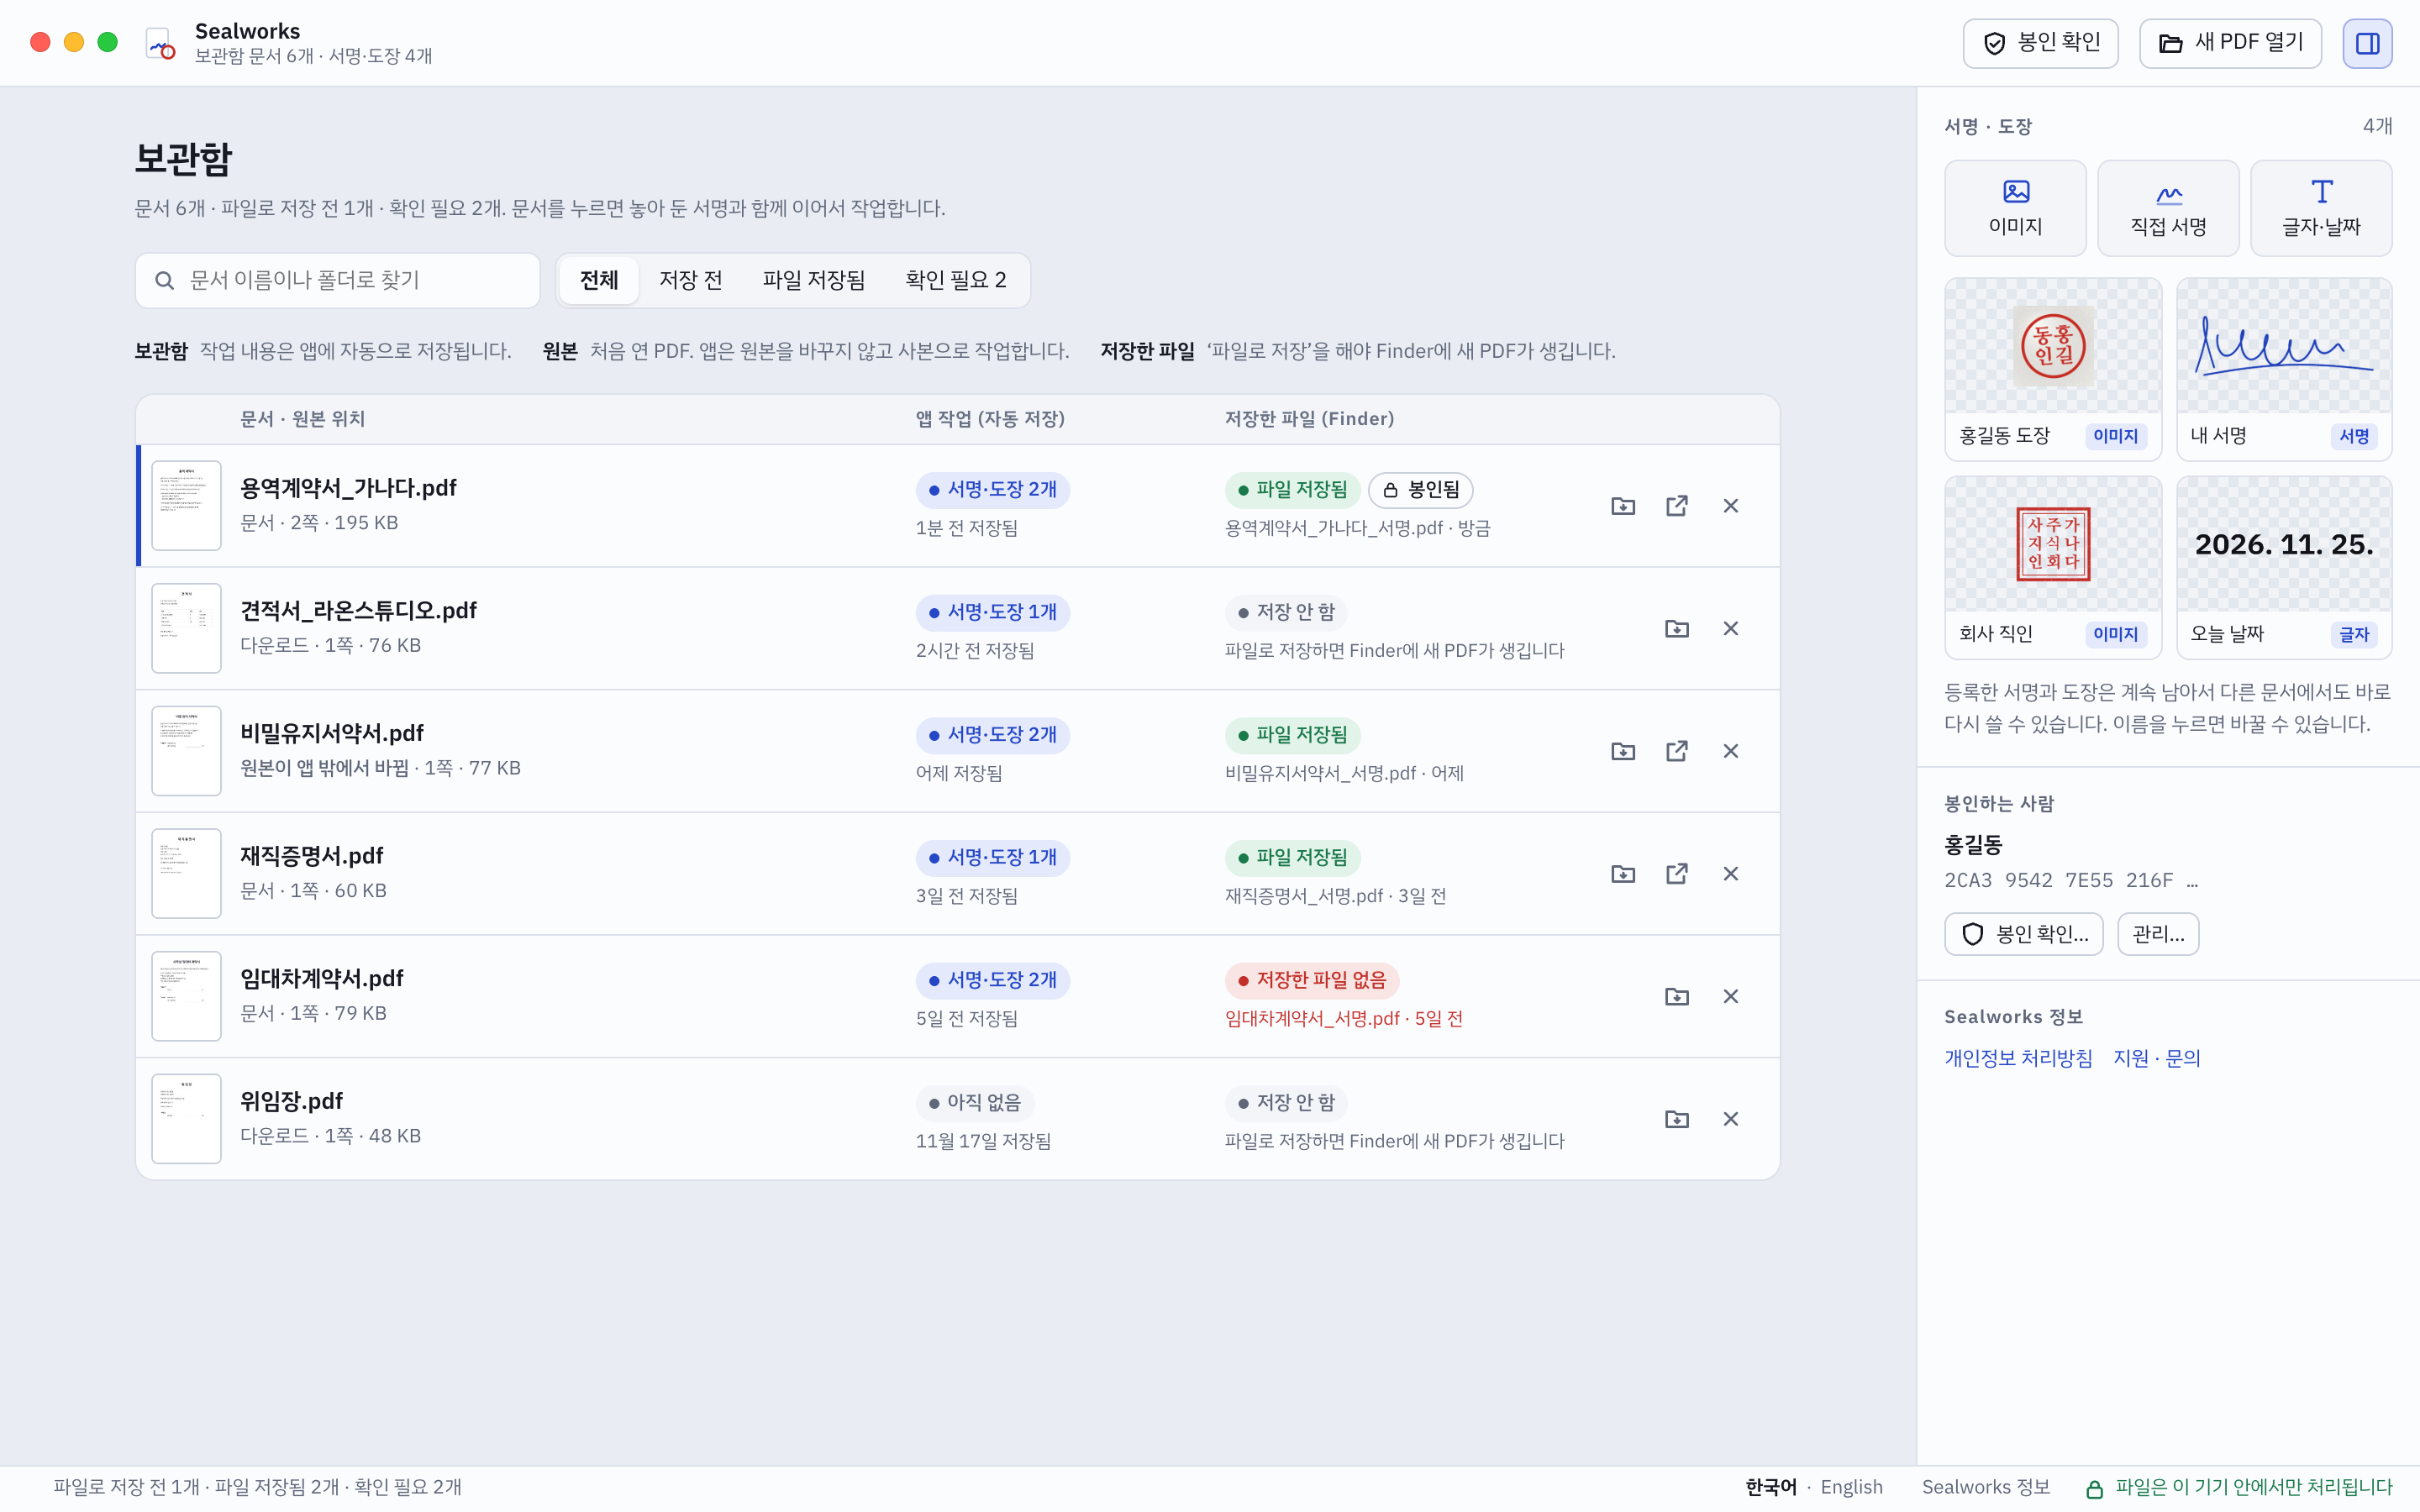 Sealworks
보관함 문서 6개 · 서명·도장 4개
봉인 확인
새 PDF 열기
보관함
문서 6개 · 파일로 저장 전 1개 · 확인 필요 2개. 문서를 누르면 놓아 둔 서명과 함께 이어서 작업합니다.
문서 이름이나 폴더로 찾기
전체 저장 전 파일 저장됨 확인 필요 2
보관함 작업 내용은 앱에 자동으로 저장됩니다. 원본 처음 연 PDF. 앱은 원본을 바꾸지 않고 사본으로 작업합니다. 저장한 파일 ‘파일로 저장’을 해야 Finder에 새 PDF가 생깁니다.
문서 · 원본 위치 앱 작업 (자동 저장) 저장한 파일 (Finder)
용역계약서_가나다.pdf
문서 · 2쪽 · 195 KB
서명·도장 2개
1분 전 저장됨
파일 저장됨 봉인됨
용역계약서_가나다_서명.pdf · 방금
견적서_라온스튜디오.pdf
다운로드 · 1쪽 · 76 KB
서명·도장 1개
2시간 전 저장됨
저장 안 함
파일로 저장하면 Finder에 새 PDF가 생깁니다
비밀유지서약서.pdf
원본이 앱 밖에서 바뀜 · 1쪽 · 77 KB
서명·도장 2개
어제 저장됨
파일 저장됨
비밀유지서약서_서명.pdf · 어제
재직증명서.pdf
문서 · 1쪽 · 60 KB
서명·도장 1개
3일 전 저장됨
파일 저장됨
재직증명서_서명.pdf · 3일 전
임대차계약서.pdf
문서 · 1쪽 · 79 KB
서명·도장 2개
5일 전 저장됨
저장한 파일 없음
임대차계약서_서명.pdf · 5일 전
위임장.pdf
다운로드 · 1쪽 · 48 KB
아직 없음
11월 17일 저장됨
저장 안 함
파일로 저장하면 Finder에 새 PDF가 생깁니다
서명 · 도장 4개
이미지
직접 서명
글자·날짜
동홍
인길
홍길동 도장 이미지
내 서명 서명
사주가
지식나
인회다
회사 직인 이미지
2026. 11. 25.
오늘 날짜 글자
등록한 서명과 도장은 계속 남아서 다른 문서에서도 바로
다시 쓸 수 있습니다. 이름을 누르면 바꿀 수 있습니다.
봉인하는 사람
홍길동
2CA3 9542 7E55 216F …
봉인 확인...
관리...
Sealworks 정보
개인정보 처리방침 지원 · 문의
파일로 저장 전 1개 · 파일 저장됨 2개 · 확인 필요 2개
한국어 · English
Sealworks 정보
파일은 이 기기 안에서만 처리됩니다